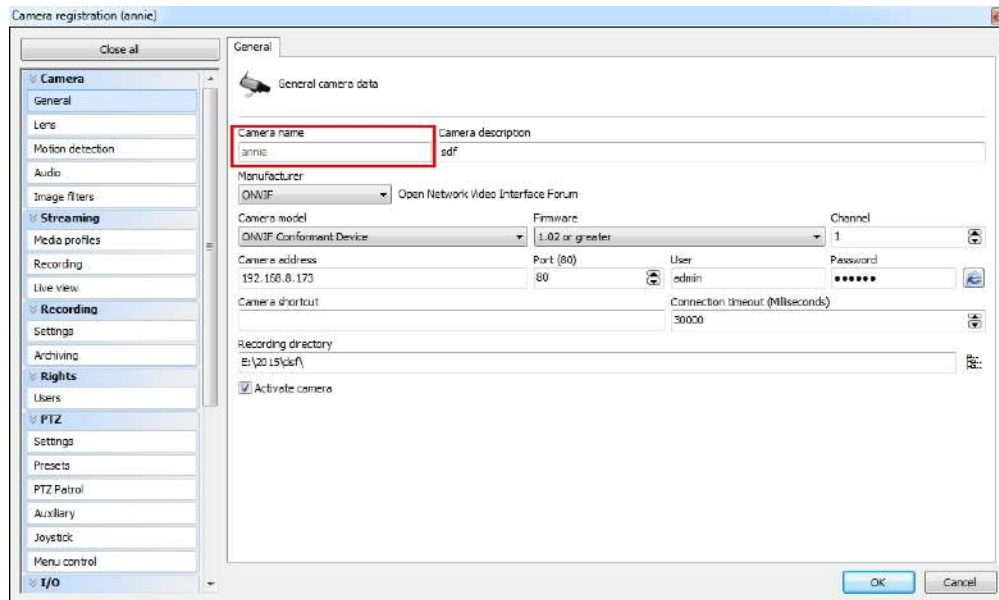 Camera registration (annie)
Close all
Camera
General
Lens
Motion detection
Audio
Image filters
Streaming
Media profiles
Recording
Live view
Recording
Settings
Archiving
Rights
Users
PTZ
Settings
Presets
PTZ Patrol
Auxiliary
Joystick
Menu control
I/O
General
General camera data
Camera name Camera description
annie sdf
Manufacturer
ONVIF Open Network Video Interface Forum
Camera model Firmware Channel
ONVIF Conformant Device 1.02 or greater 1
Camera address Port (80) User Password
192.168.8.173 80 admin ●●●●●●
Camera shortcut Connection timeout (Miliseconds)
30000
Recording directory
E:\2015\dsf\
Activate camera
OK Cancel